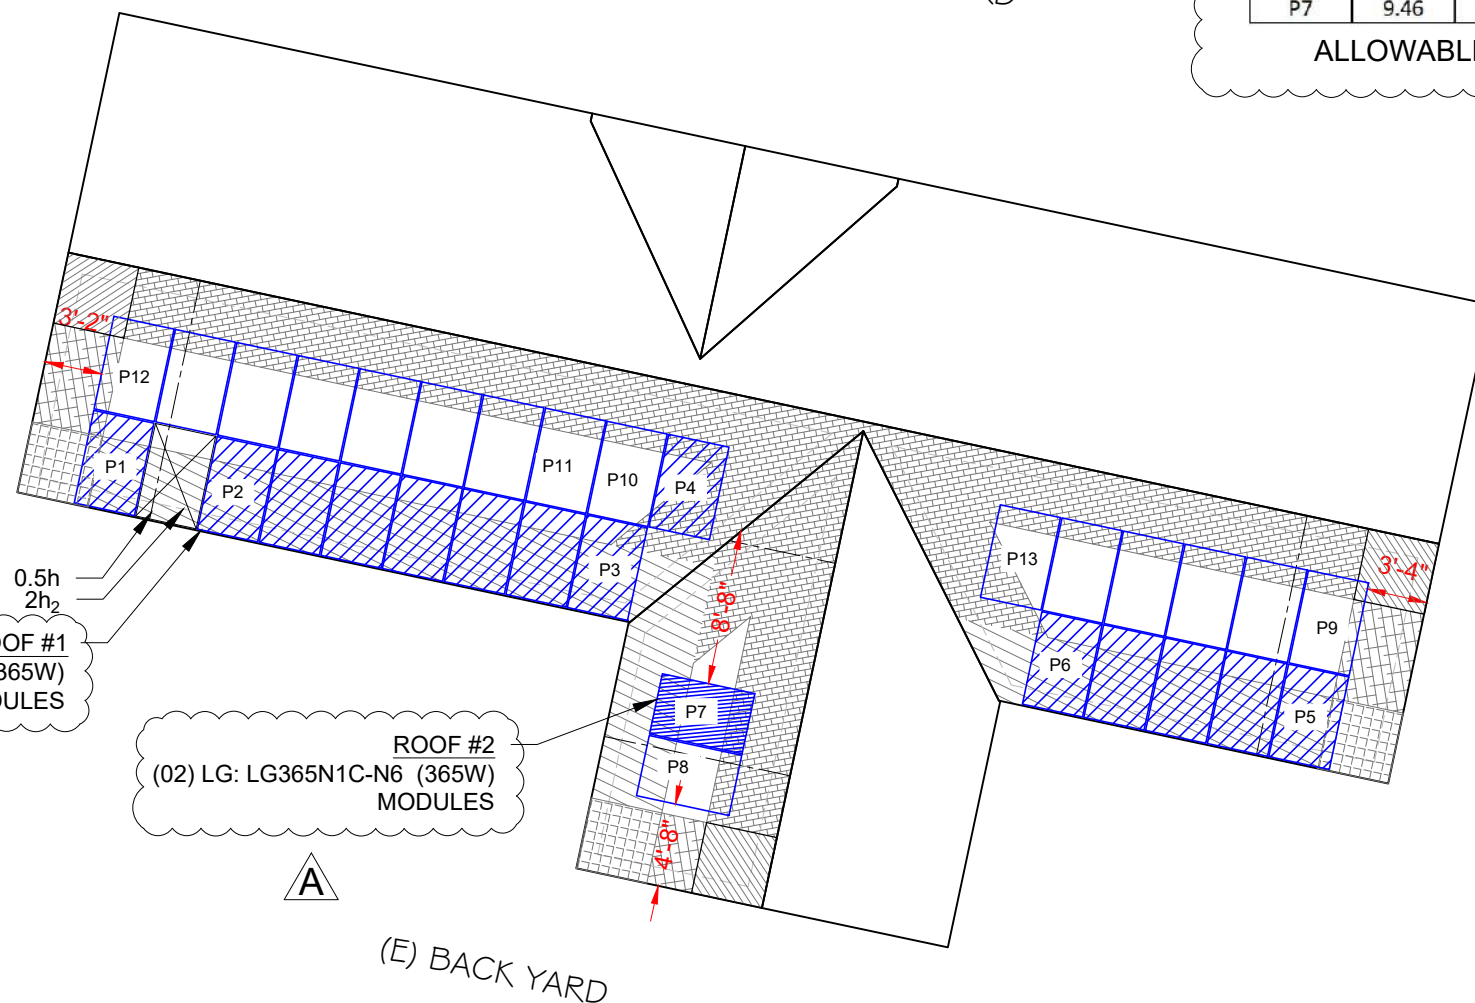 P7 9.46
ALLOWABL
3'-2"
P12
P1
P2
P11
P10
P4
P3
0.5h
2h2
OOF #1
365W)
DULES
8'-8"
P7
P8
4'-8"
ROOF #2
(02) LG: LG365N1C-N6 (365W)
MODULES
A
P13
P9
P6
P5
3'-4"
(E) BACK YARD